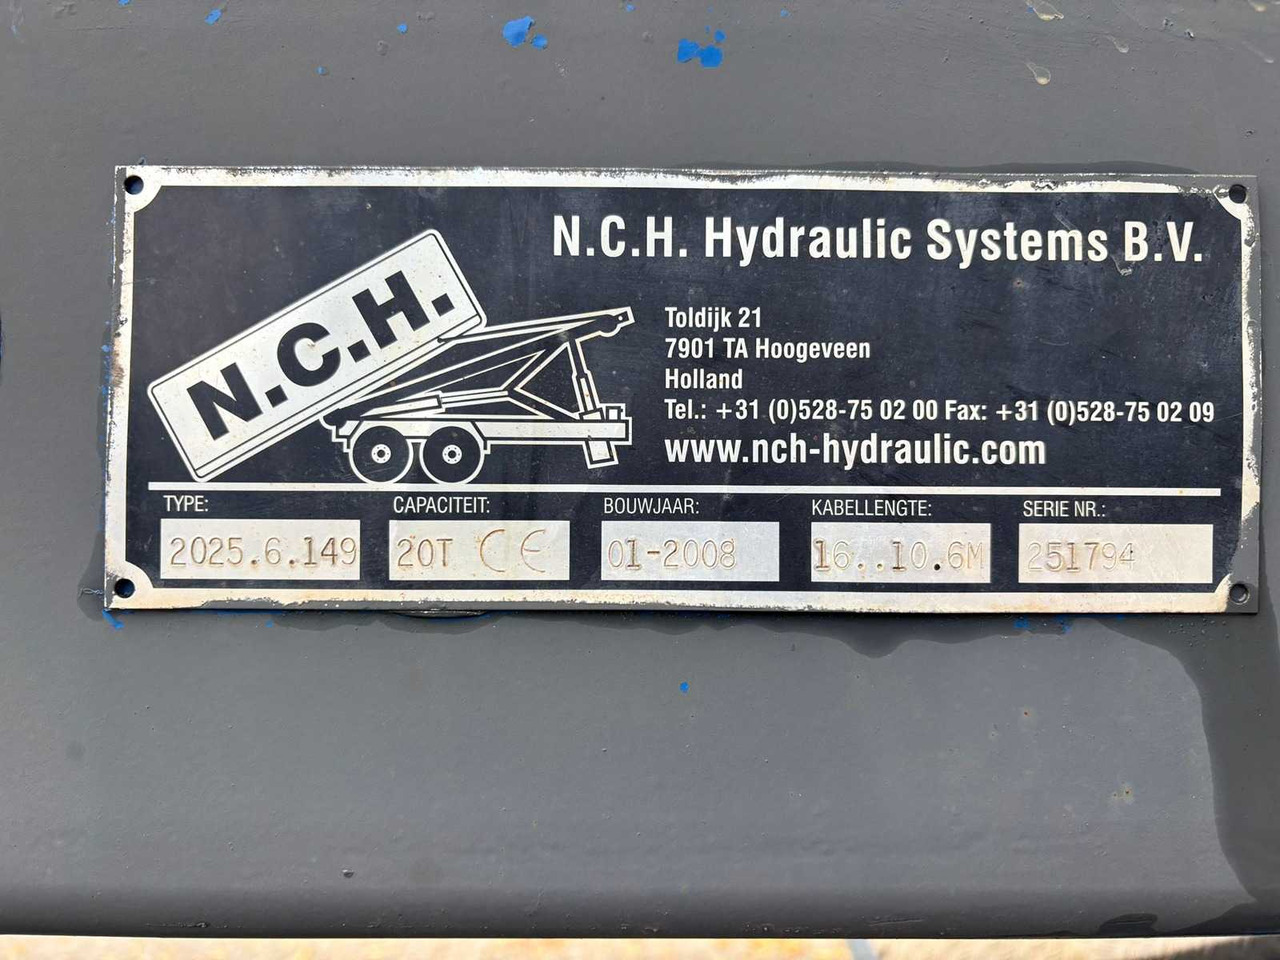 N.C.H. Hydraulic Systems B.V.
N.C.H.
Toldijk 21
7901 TA Hoogeveen
Holland
Tel.: +31 (0)528-75 02 00 Fax: +31 (0)528-75 02 09
www.nch-hydraulic.com
TYPE: CAPACITEIT: BOUWJAAR: KABELLENGTE: SERIE NR.:
2025.6.149 20T CE 01-2008 16..10.6M 251794